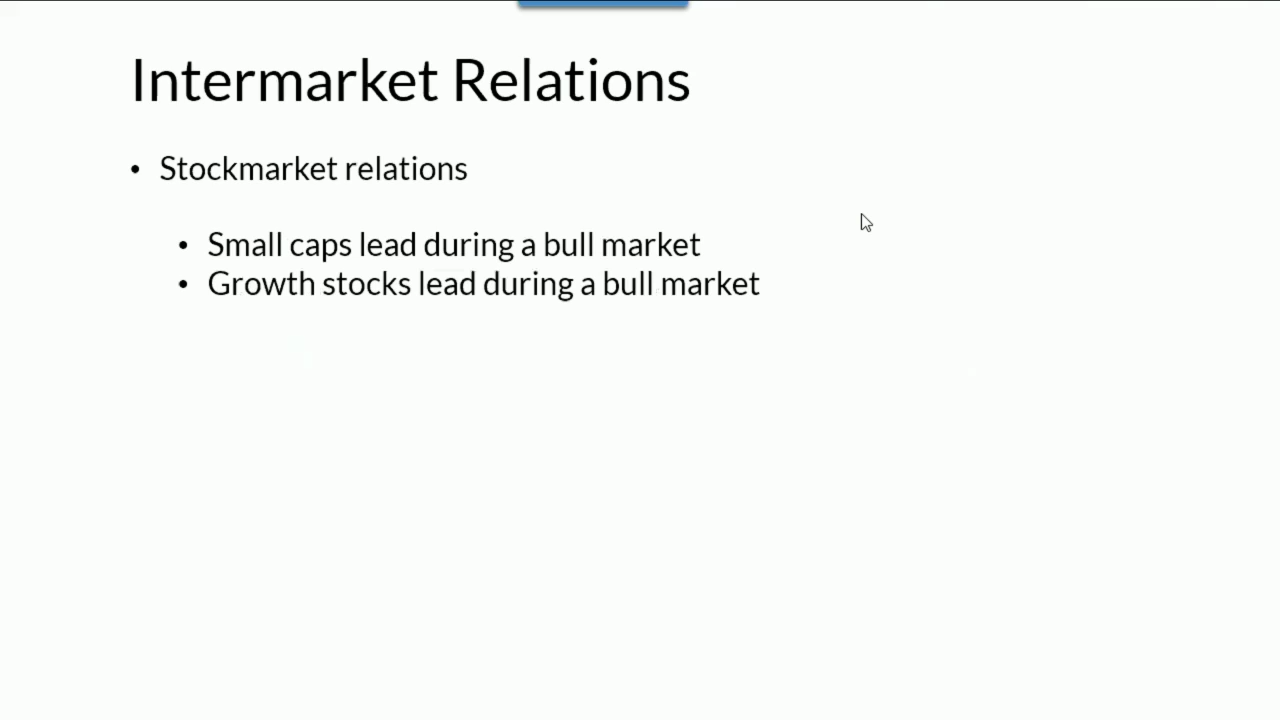 Intermarket Relations
• Stockmarket relations
• Small caps lead during a bull market
• Growth stocks lead during a bull market